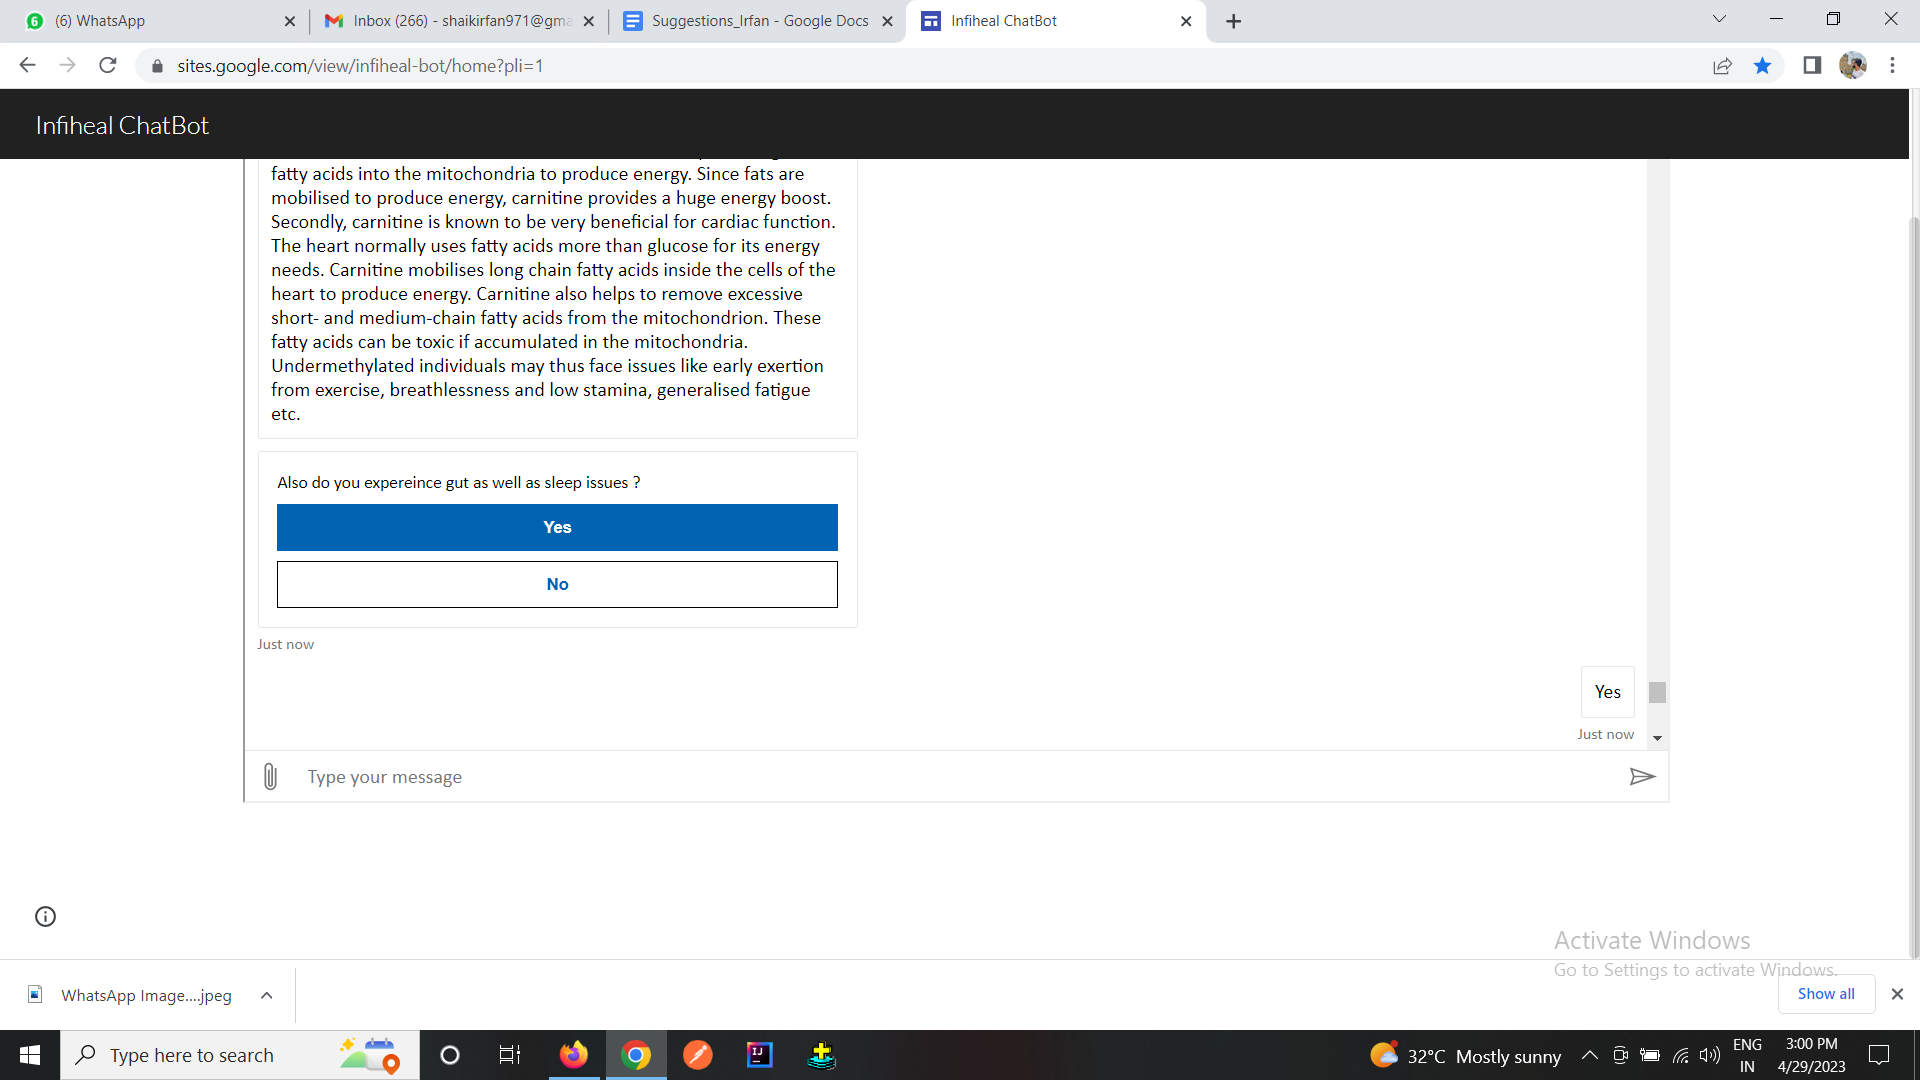 (6) WhatsApp
Inbox (266) - shaikirfan971@gma
Suggestions_Irfan - Google Docs
Infiheal ChatBot
sites.google.com/view/infiheal-bot/home?pli=1
Infiheal ChatBot
fatty acids into the mitochondria to produce energy. Since fats are
mobilised to produce energy, carnitine provides a huge energy boost.
Secondly, carnitine is known to be very beneficial for cardiac function.
The heart normally uses fatty acids more than glucose for its energy
needs. Carnitine mobilises long chain fatty acids inside the cells of the
heart to produce energy. Carnitine also helps to remove excessive
short- and medium-chain fatty acids from the mitochondrion. These
fatty acids can be toxic if accumulated in the mitochondria.
Undermethylated individuals may thus face issues like early exertion
from exercise, breathlessness and low stamina, generalised fatigue
etc.
Also do you expereince gut as well as sleep issues ?
Yes
No
Just now
Yes
Just now
Type your message
Activate Windows
Go to Settings to activate Windows.
WhatsApp Image....jpeg
Show all
Type here to search
32°C Mostly sunny
ENG
IN
3:00 PM
4/29/2023